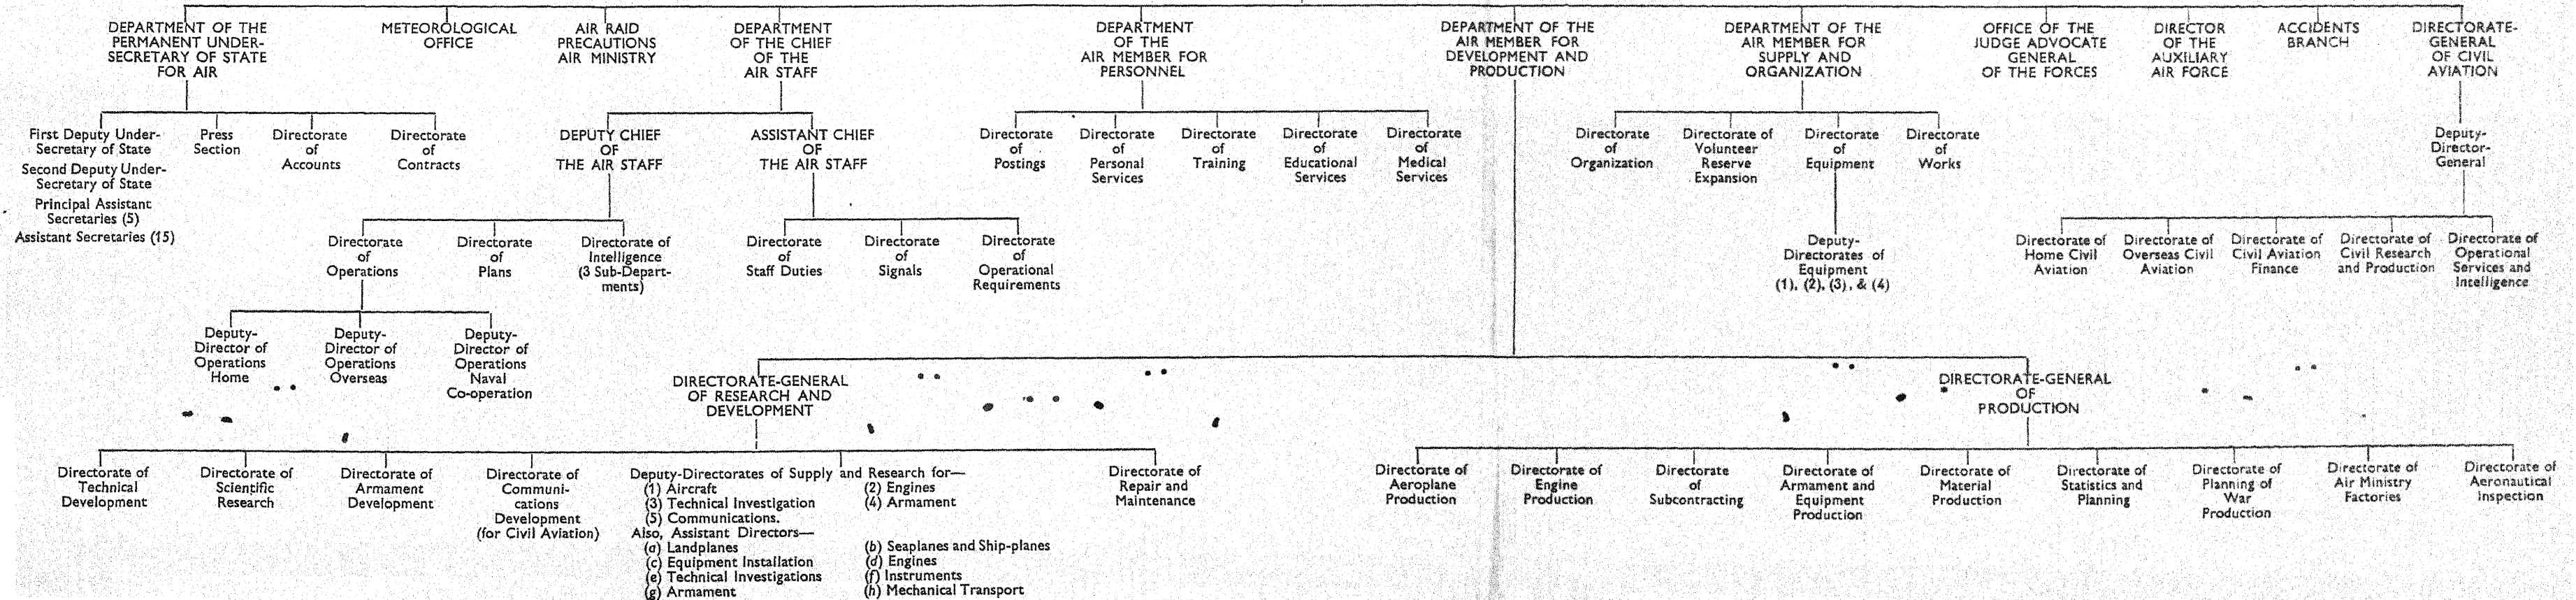 DEPARTMENT OF THE
PERMANENT UNDER-
SECRETARY OF STATE
FOR AIR
METEOROLOGICAL
OFFICE
AIR RAID
PRECAUTIONS
AIR MINISTRY
DEPARTMENT
OF THE CHIEF
OF THE
AIR STAFF
DEPARTMENT
OF THE
AIR MEMBER FOR
PERSONNEL
DEPARTMENT OF THE
AIR MEMBER FOR
DEVELOPMENT AND
PRODUCTION
DEPARTMENT OF THE
AIR MEMBER FOR
SUPPLY AND
ORGANIZATION
OFFICE OF THE
JUDGE ADVOCATE
GENERAL
OF THE FORCES
DIRECTOR
OF THE
AUXILIARY
AIR FORCE
ACCIDENTS
BRANCH
DIRECTORATE-
GENERAL
OF CIVIL
AVIATION
First Deputy Under-
Secretary of State
Second Deputy Under-
Secretary of State
Principal Assistant
Secretaries (5)
Assistant Secretaries (15)
Press
Section
Directorate
of
Accounts
Directorate
of
Contracts
DEPUTY CHIEF
OF
THE AIR STAFF
ASSISTANT CHIEF
OF
THE AIR STAFF
Directorate
of
Postings
Directorate
of
Personal
Services
Directorate
of
Training
Directorate
of
Educational
Services
Directorate
of
Medical
Services
Directorate
of
Organization
Directorate of
Volunteer
Reserve
Expansion
Directorate
of
Equipment
Directorate
of
Works
Deputy-
Director-
General
Directorate
of
Operations
Directorate
of
Plans
Directorate of
Intelligence
(3 Sub-Depart-
ments)
Directorate
of
Staff Duties
Directorate
of
Signals
Directorate
of
Operational
Requirements
Deputy-
Directorates of
Equipment
(1), (2), (3), & (4)
Directorate of
Home Civil
Aviation
Directorate of
Overseas Civil
Aviation
Directorate of
Civil Aviation
Finance
Directorate of
Civil Research
and Production
Directorate of
Operational
Services and
Intelligence
Deputy-
Director of
Operations
Home
Deputy-
Director of
Operations
Overseas
Deputy-
Director of
Operations
Naval
Co-operation
DIRECTORATE-GENERAL
OF RESEARCH AND
DEVELOPMENT
DIRECTORATE-GENERAL
OF
PRODUCTION
Directorate of
Technical
Development
Directorate of
Scientific
Research
Directorate of
Armament
Development
Directorate of
Communi-
cations
Development
(for Civil Aviation)
Deputy-Directorates of Supply and Research for—
(1) Aircraft (2) Engines
(3) Technical Investigation (4) Armament
(5) Communications.
Also, Assistant Directors—
(a) Landplanes (b) Seaplanes and Ship-planes
(c) Equipment Installation (d) Engines
(e) Technical Investigations (f) Instruments
(g) Armament (h) Mechanical Transport
Directorate of
Repair and
Maintenance
Directorate of
Aeroplane
Production
Directorate of
Engine
Production
Directorate
of
Subcontracting
Directorate of
Armament and
Equipment
Production
Directorate of
Material
Production
Directorate of
Statistics and
Planning
Directorate of
Planning of
War
Production
Directorate of
Air Ministry
Factories
Directorate of
Aeronautical
Inspection